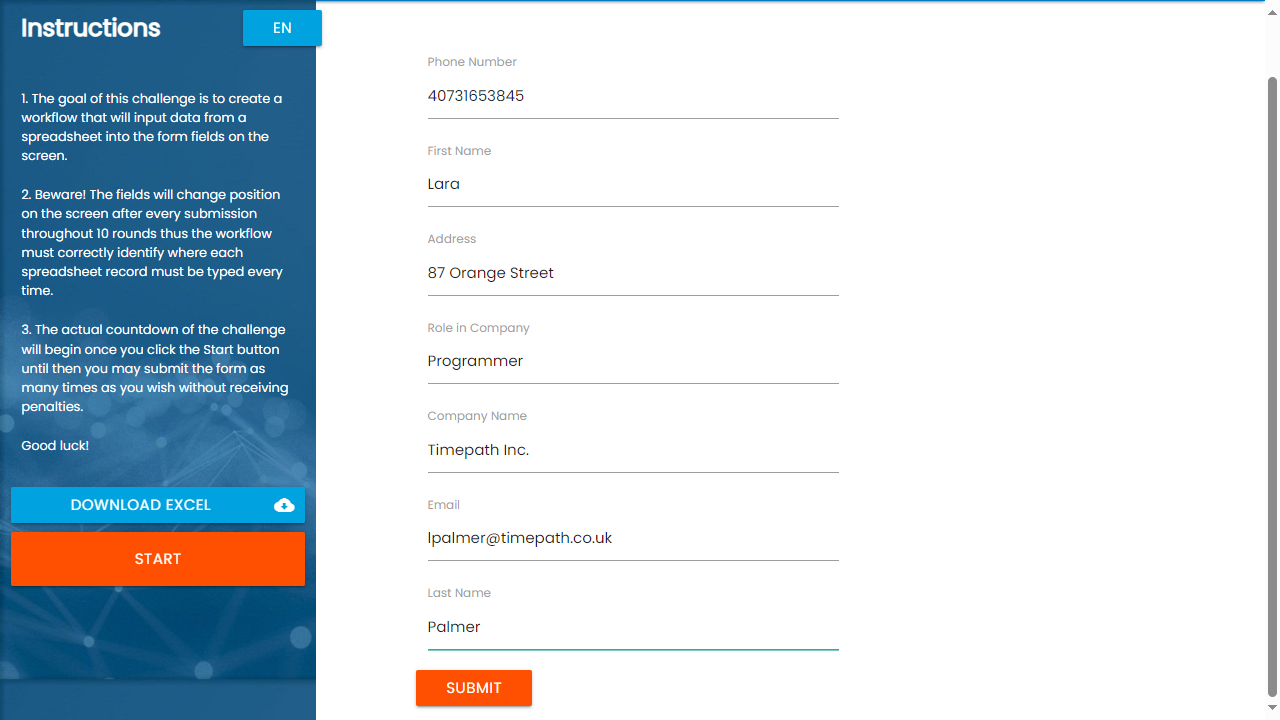 Instructions
EN
1. The goal of this challenge is to create a
workflow that will input data from a
spreadsheet into the form fields on the
screen.
2. Beware! The fields will change position
on the screen after every submission
throughout 10 rounds thus the workflow
must correctly identify where each
spreadsheet record must be typed every
time.
3. The actual countdown of the challenge
will begin once you click the Start button
until then you may submit the form as
many times as you wish without receiving
penalties.
Good luck!
DOWNLOAD EXCEL
START
Phone Number
40731653845
First Name
Lara
Address
87 Orange Street
Role in Company
Programmer
Company Name
Timepath Inc.
Email
lpalmer@timepath.co.uk
Last Name
Palmer
SUBMIT